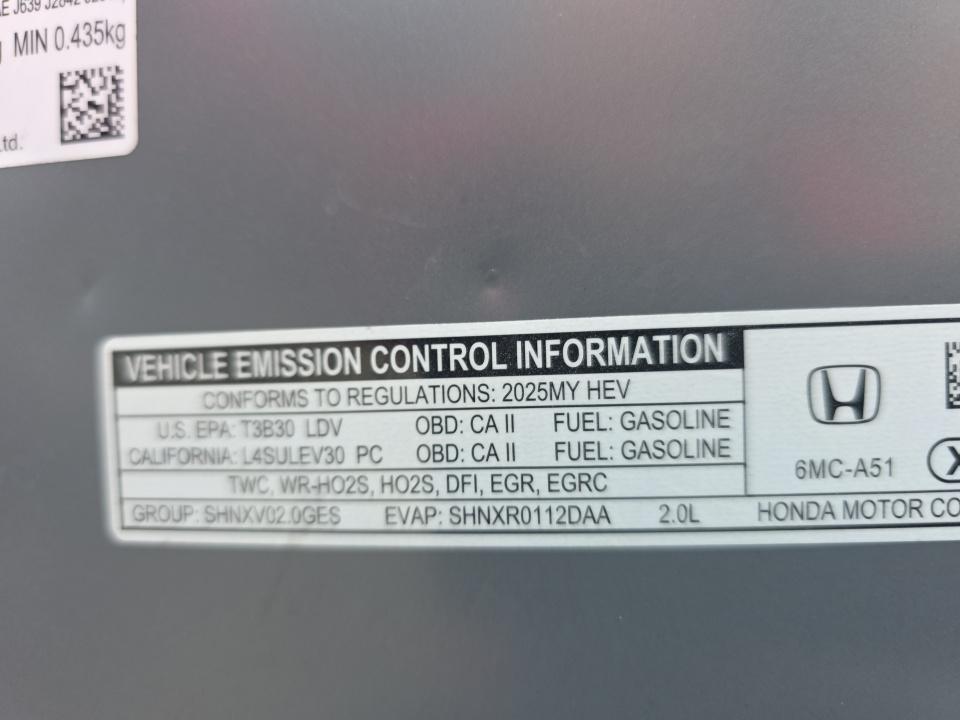 MIN 0.435kg
Ltd.
VEHICLE EMISSION CONTROL INFORMATION
CONFORMS TO REGULATIONS: 2025MY HEV
U.S. EPA: T3B30 LDV OBD: CA II FUEL: GASOLINE
CALIFORNIA: L4SULEV30 PC OBD: CA II FUEL: GASOLINE
TWC, WR-HO2S, HO2S, DFI, EGR, EGRC
GROUP: SHNXV02.0GES EVAP: SHNXR0112DAA 2.0L
6MC-A51
HONDA MOTOR CO